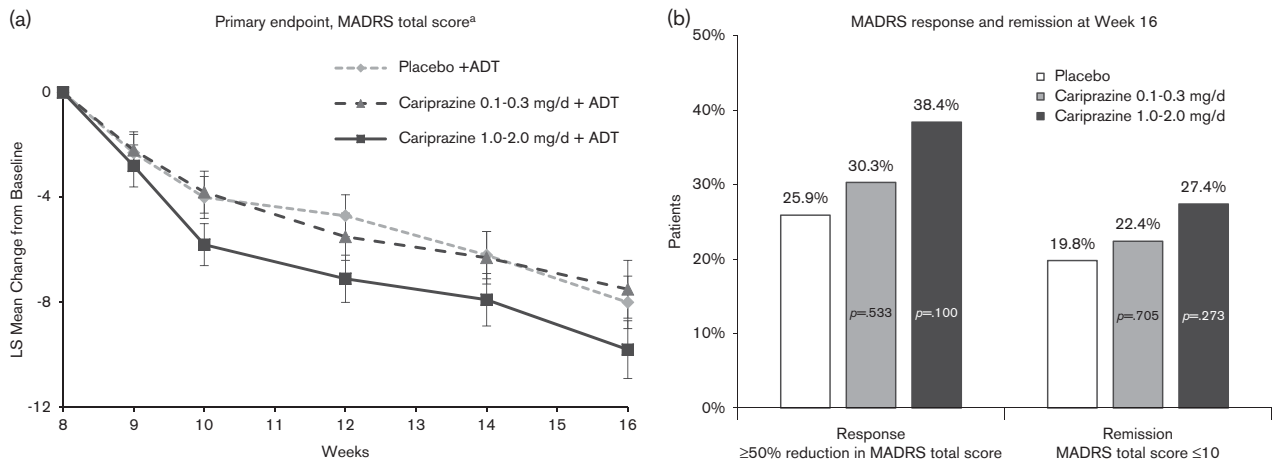 (a)
Primary endpoint, MADRS total scoreᵃ
Placebo +ADT
Cariprazine 0.1-0.3 mg/d + ADT
Cariprazine 1.0-2.0 mg/d + ADT
LS Mean Change from Baseline
0
-4
-8
-12
8
9
10
11
12
13
14
15
16
Weeks
(b)
MADRS response and remission at Week 16
Placebo
Cariprazine 0.1-0.3 mg/d
Cariprazine 1.0-2.0 mg/d
Patients
50%
40%
30%
20%
10%
0%
25.9%
30.3%
38.4%
19.8%
22.4%
27.4%
p=.533
p=.100
p=.705
p=.273
Response
≥50% reduction in MADRS total score
Remission
MADRS total score ≤10